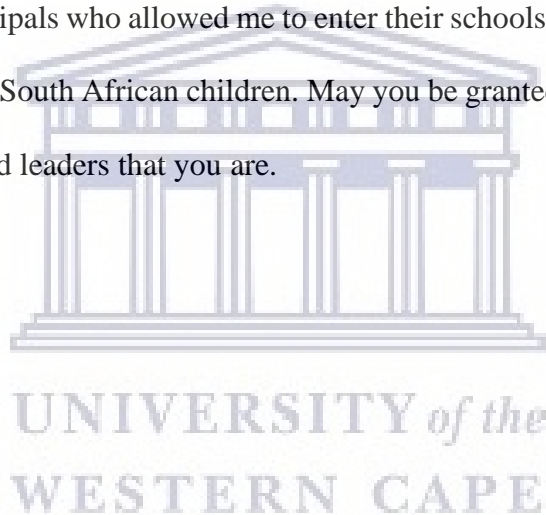 ipals who allowed me to enter their schools
South African children. May you be granted
d leaders that you are.
UNIVERSITY of the
WESTERN CAPE